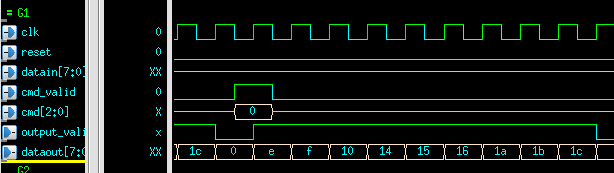 = G1
clk 0
reset 0
datain[7:0] XX
cmd_valid 0
cmd[2:0] X 0
output_vali x
dataout[7:0 XX 1c 0 e f 10 14 15 16 1a 1b 1c
G2